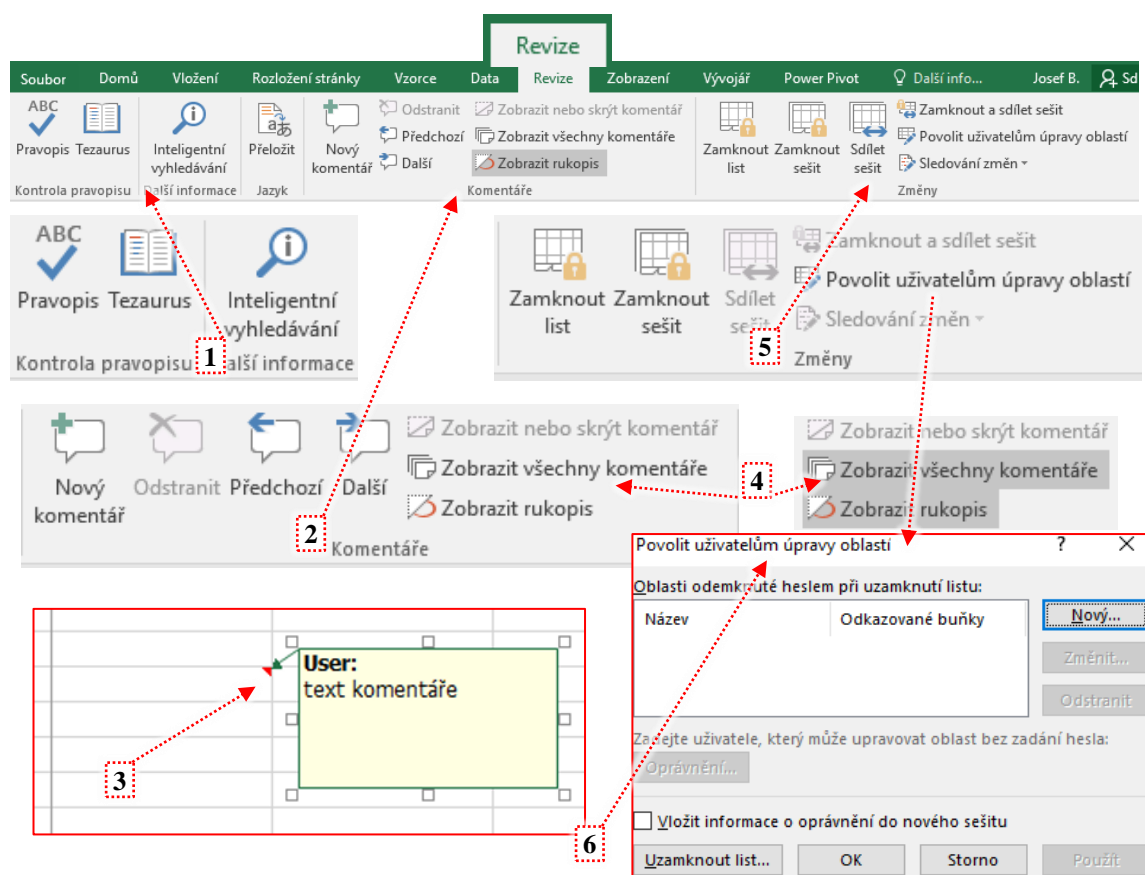 Revize
Soubor Domů Vložení Rozložení stránky Vzorce Data Revize Zobrazení Vývojář Power Pivot Další info... Josef B. Sd
ABC
Pravopis Tezaurus Inteligentní vyhledávání Přeložit Nový komentář
Odstranit Zobrazit nebo skrýt komentář
Předchozí Zobrazit všechny komentáře
Další Zobrazit rukopis
Zamknout list Zamknout sešit Sdílet sešit
Zamknout a sdílet sešit
Povolit uživatelům úpravy oblastí
Sledování změn
Kontrola pravopisu Další informace Jazyk Komentáře Změny
ABC
Pravopis Tezaurus Inteligentní
vyhledávání
Kontrola pravopisu Další informace
1
Zamknout list Zamknout sešit Sdílet sešit
Zamknout a sdílet sešit
Povolit uživatelům úpravy oblastí
Sledování změn
Změny
5
Nový
komentář
Odstranit Předchozí Další
Zobrazit nebo skrýt komentář
Zobrazit všechny komentáře
Zobrazit rukopis
Komentáře
2
4
Zobrazit nebo skrýt komentář
Zobrazit všechny komentáře
Zobrazit rukopis
User:
text komentáře
3
Povolit uživatelům úpravy oblastí ?
Oblasti odemknuté heslem při uzamknutí listu:
Název Odkazované buňky
Nový...
Změnit...
Odstranit
Zadejte uživatele, který může upravovat oblast bez zadání hesla:
Oprávnění...
Vložit informace o oprávnění do nového sešitu
6
Uzamknout list... OK Storno Použít